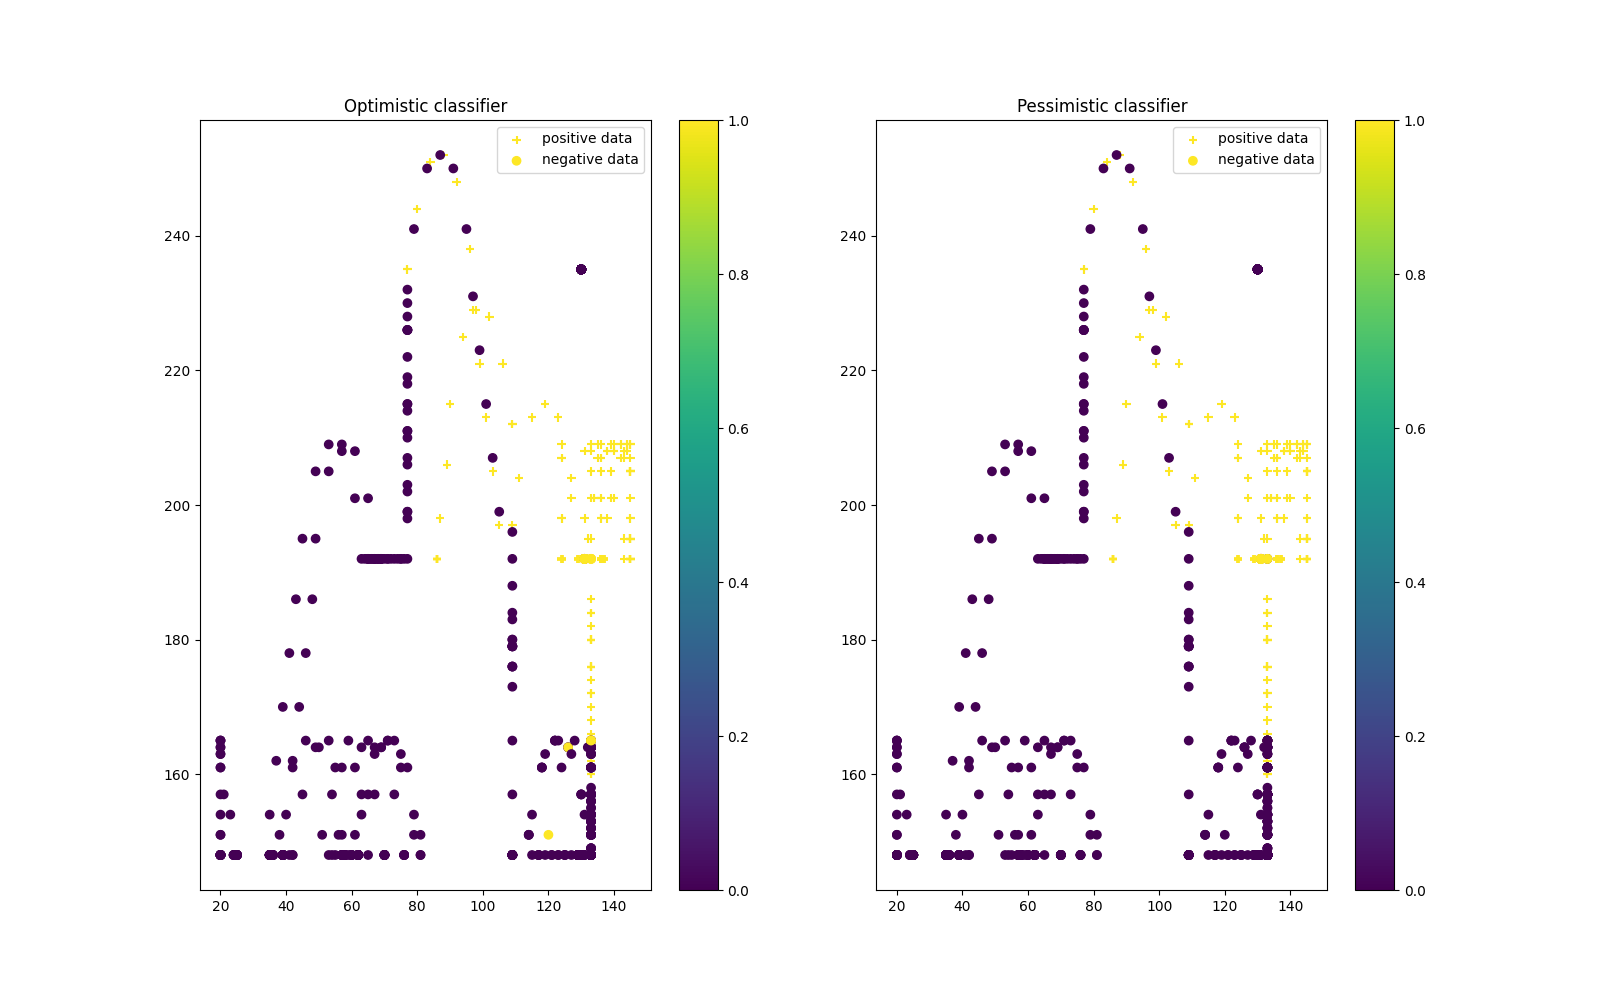 Optimistic classifier
positive data
negative data
240
220
200
180
160
20 40 60 80 100 120 140
1.0
0.8
0.6
0.4
0.2
0.0
Pessimistic classifier
positive data
negative data
240
220
200
180
160
20 40 60 80 100 120 140
1.0
0.8
0.6
0.4
0.2
0.0